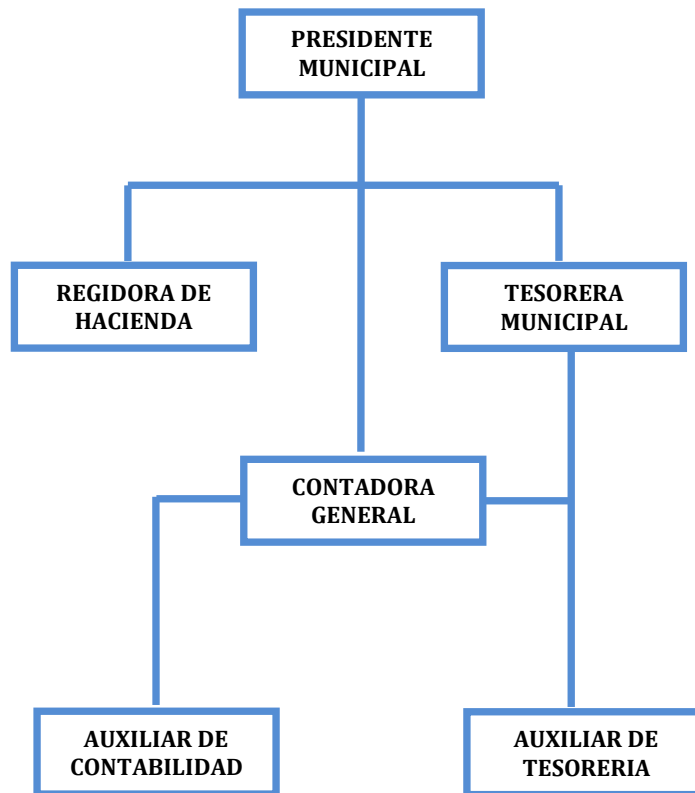 PRESIDENTE
MUNICIPAL
REGIDORA DE
HACIENDA
TESORERA
MUNICIPAL
CONTADORA
GENERAL
AUXILIAR DE
CONTABILIDAD
AUXILIAR DE
TESORERIA